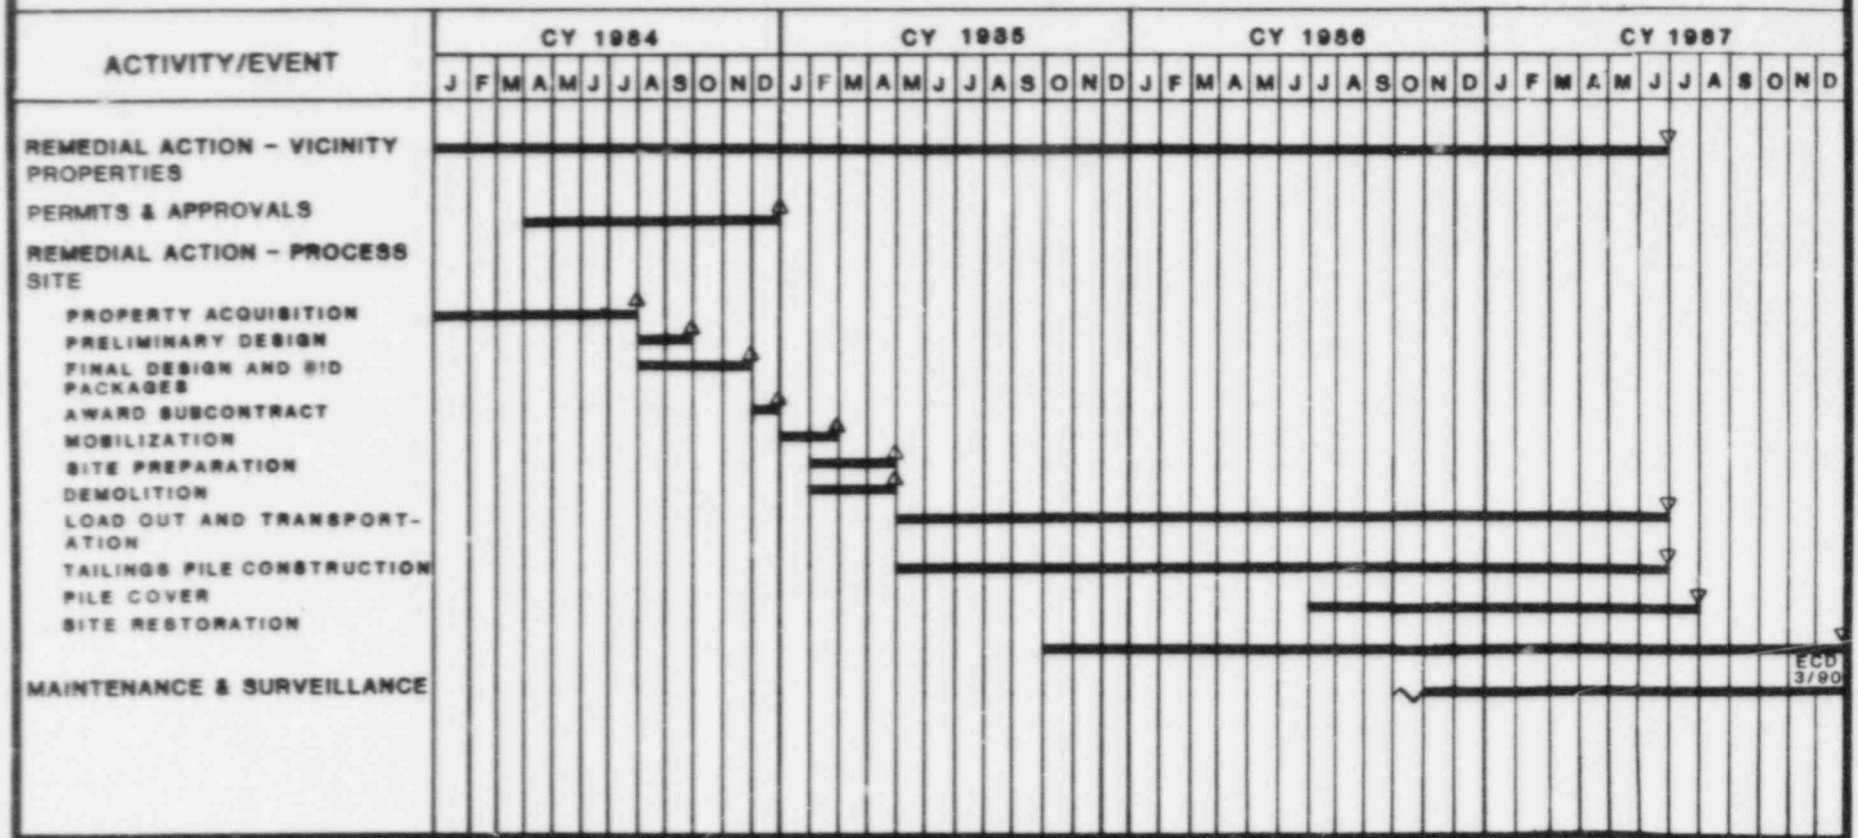 CY 1984 CY 1985 CY 1986 CY 1987
ACTIVITY/EVENT
J F M A M J J A S O N D J F M A M J J A S O N D J F M A M J J A S O N D J F M A M J J A S O N D
REMEDIAL ACTION - VICINITY
PROPERTIES
PERMITS & APPROVALS
REMEDIAL ACTION - PROCESS
SITE
PROPERTY ACQUISITION
PRELIMINARY DESIGN
FINAL DESIGN AND BID
PACKAGES
AWARD SUBCONTRACT
MOBILIZATION
SITE PREPARATION
DEMOLITION
LOAD OUT AND TRANSPORT-
ATION
TAILINGS PILE CONSTRUCTION
PILE COVER
SITE RESTORATION
ECD
3/90
MAINTENANCE & SURVEILLANCE